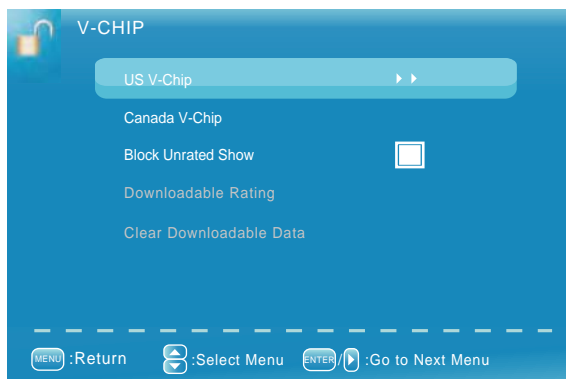 V-CHIP
US V-Chip
Canada V-Chip
Block Unrated Show
Downloadable Rating
Clear Downloadable Data
MENU :Return :Select Menu ENTER / :Go to Next Menu